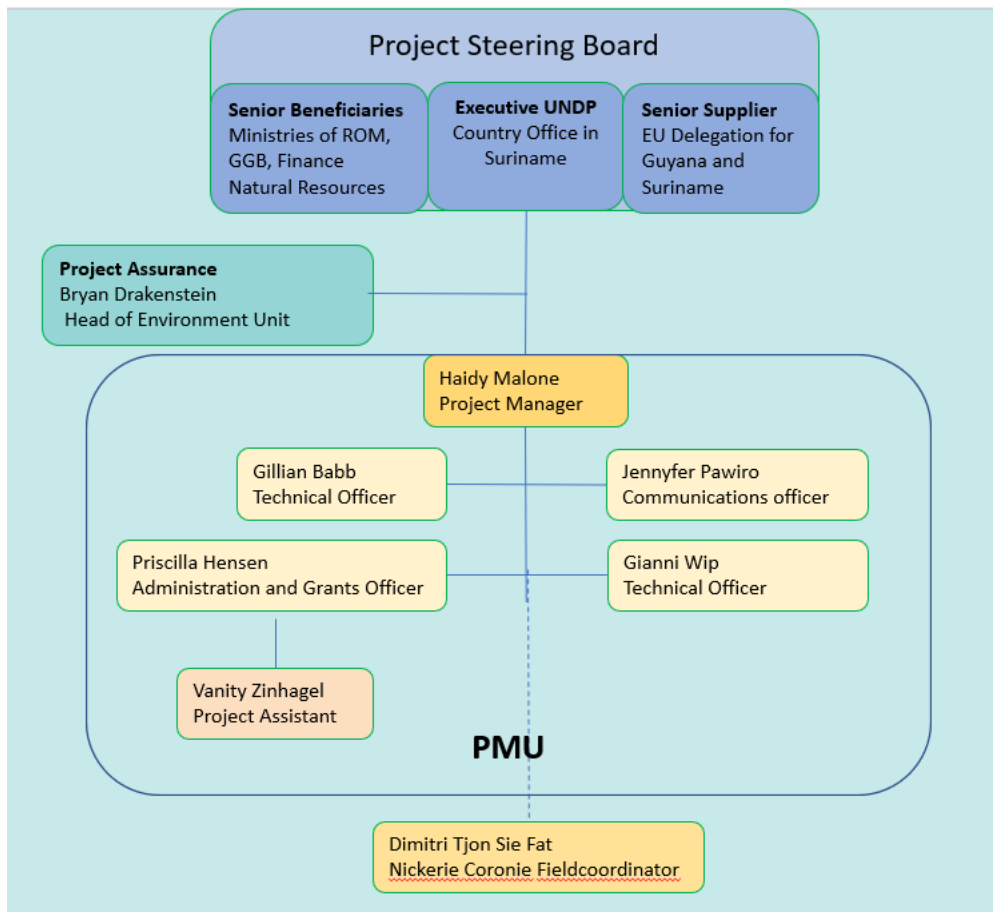 Project Steering Board
Senior Beneficiaries
Ministries of ROM,
GGB, Finance
Natural Resources
Executive UNDP
Country Office in
Suriname
Senior Supplier
EU Delegation for
Guyana and
Suriname
Project Assurance
Bryan Drakenstein
Head of Environment Unit
Haidy Malone
Project Manager
Gillian Babb
Technical Officer
Jennyfer Pawiro
Communications officer
Priscilla Hensen
Administration and Grants Officer
Gianni Wip
Technical Officer
Vanity Zinhagel
Project Assistant
PMU
Dimitri Tjon Sie Fat
Nickerie Coronie Fieldcoordinator